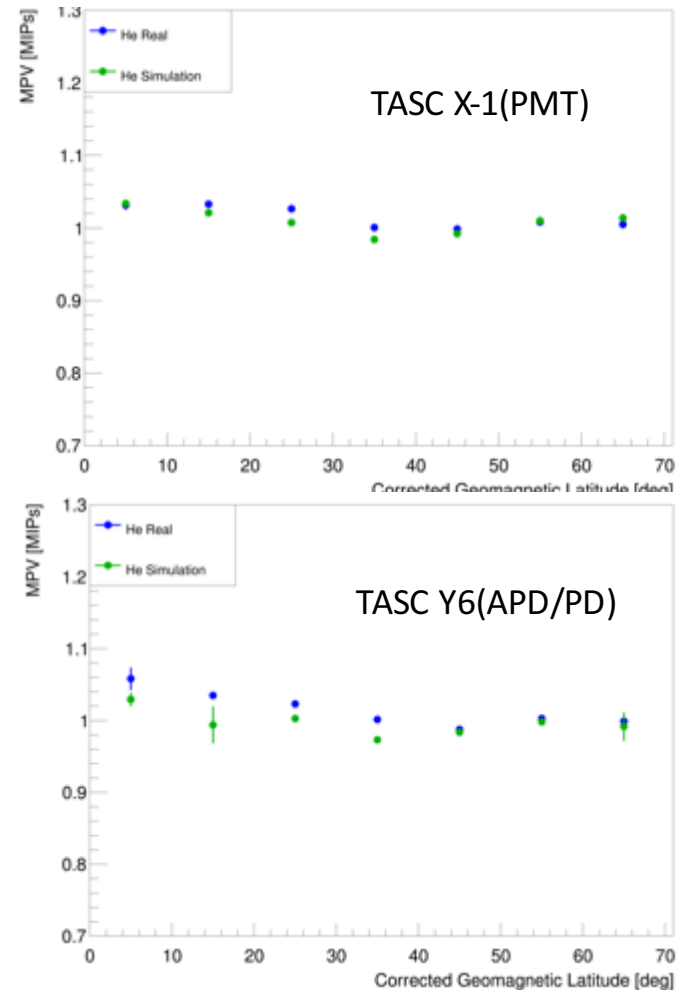 MPV [MIPs]
1.3
He Real
He Simulation
TASC X-1(PMT)
1.2
1.1
1
0.9
0.8
0.7
0 10 20 30 40 50 60 70
Corrected Geomagnetic Latitude [deg]
MPV [MIPs]
1.3
He Real
He Simulation
TASC Y6(APD/PD)
1.2
1.1
1
0.9
0.8
0.7
0 10 20 30 40 50 60 70
Corrected Geomagnetic Latitude [deg]